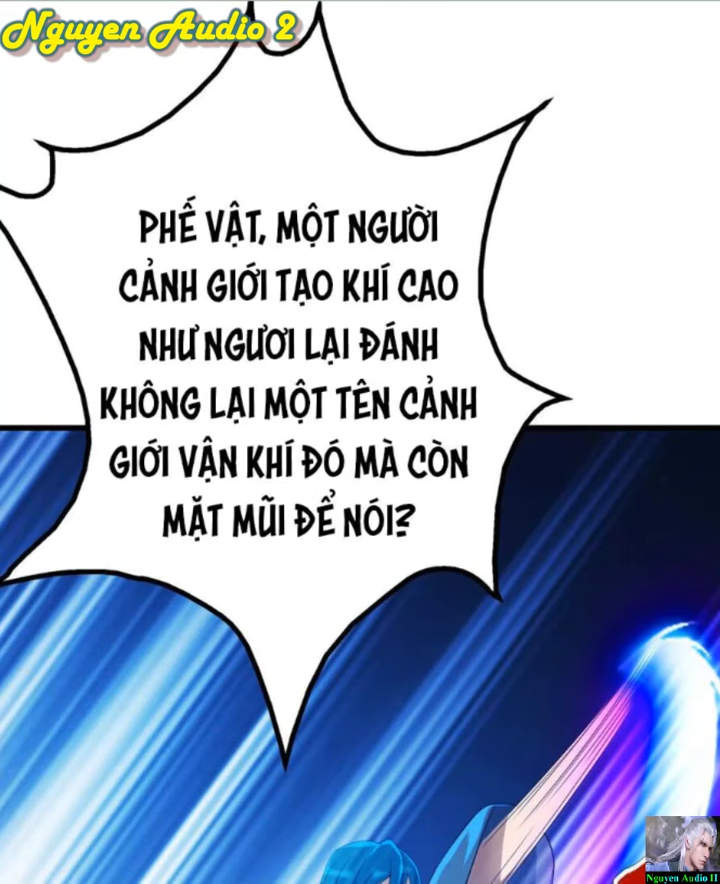 Nguyen Audio 2
PHẾ VẬT, MỘT NGƯỜI
CẢNH GIỚI TẠO KHÍ CAO
NHƯ NGƯƠI LẠI ĐÁNH
KHÔNG LẠI MỘT TÊN CẢNH
GIỚI VẬN KHÍ ĐÓ MÀ CÒN
MẶT MŨI ĐỂ NÓI?
Nguyen Audio II